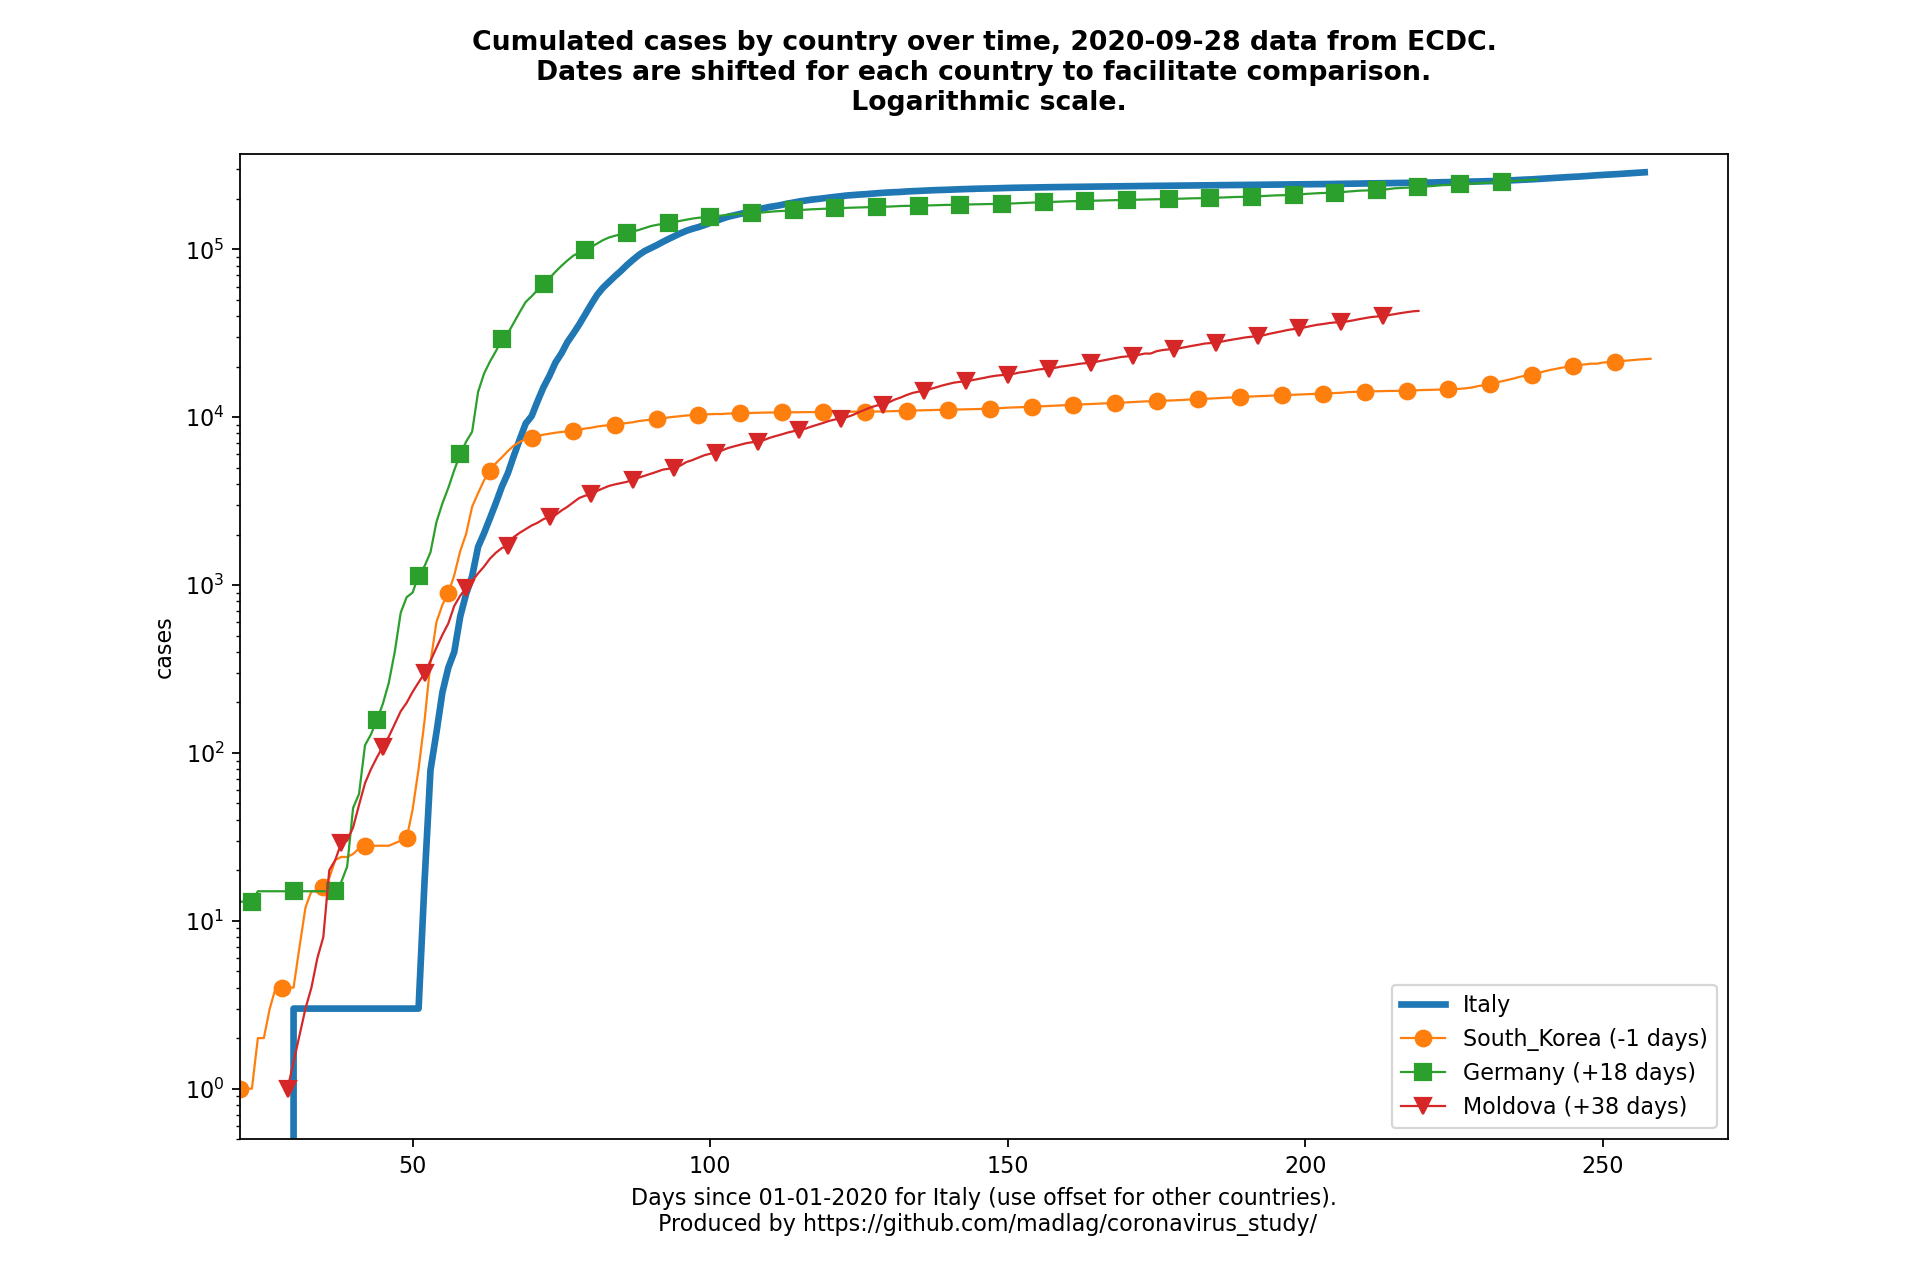 Cumulated cases by country over time, 2020-09-28 data from ECDC.
Dates are shifted for each country to facilitate comparison.
Logarithmic scale.
10^5
10^4
10^3
10^2
10^1
10^0
cases
50
100
150
200
250
Italy
South_Korea (-1 days)
Germany (+18 days)
Moldova (+38 days)
Days since 01-01-2020 for Italy (use offset for other countries).
Produced by https://github.com/madlag/coronavirus_study/